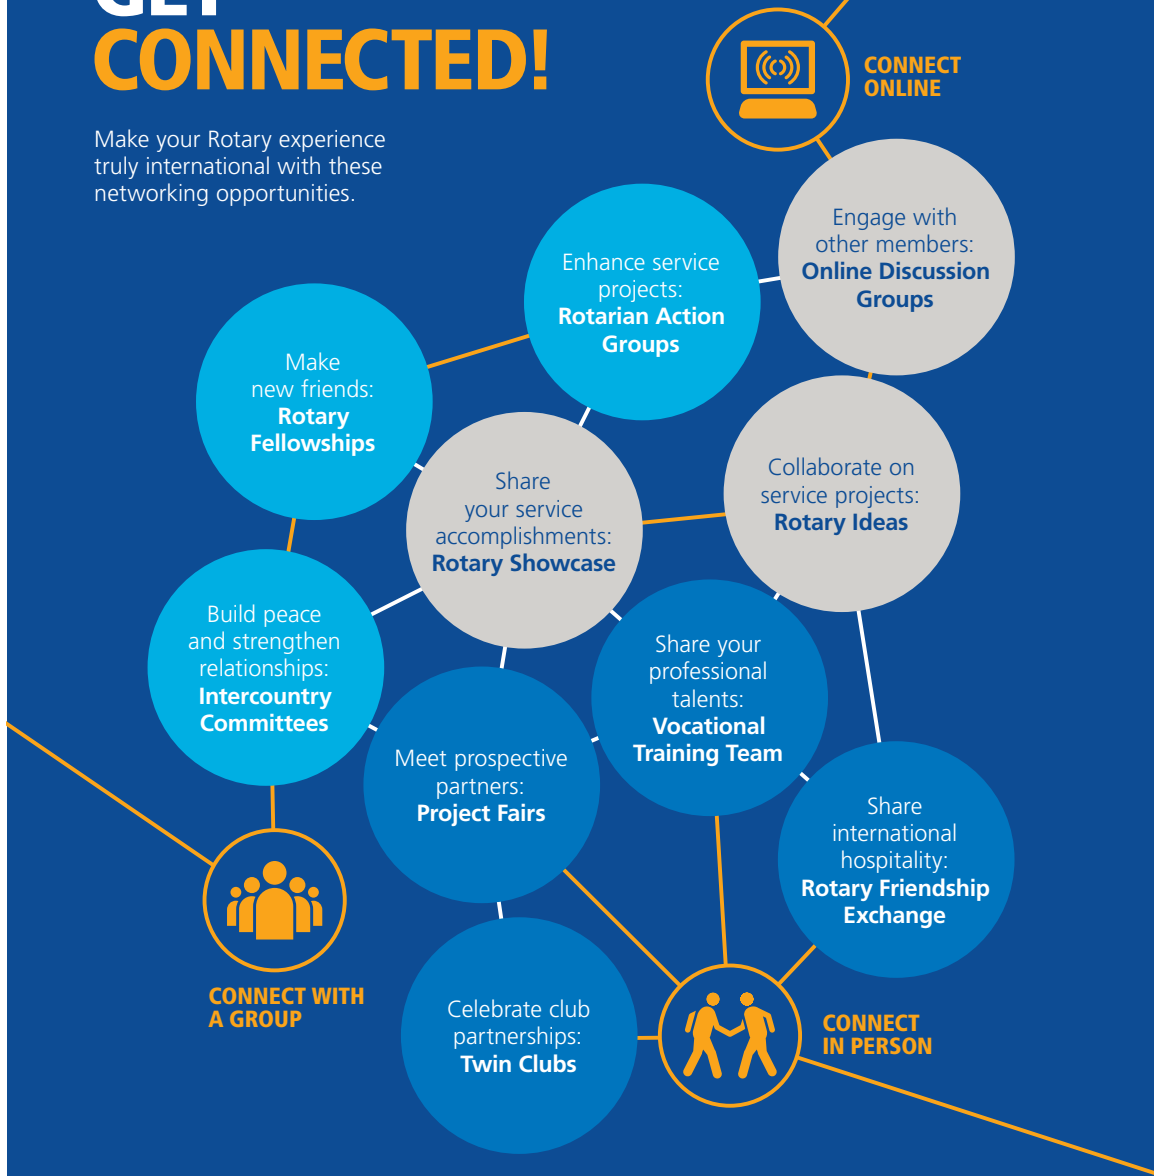 GET
CONNECTED!
Make your Rotary experience
truly international with these
networking opportunities.
CONNECT
ONLINE
Engage with
other members:
Online Discussion
Groups
Enhance service
projects:
Rotarian Action
Groups
Make
new friends:
Rotary
Fellowships
Share
your service
accomplishments:
Rotary Showcase
Collaborate on
service projects:
Rotary Ideas
Build peace
and strengthen
relationships:
Intercountry
Committees
Share your
professional
talents:
Vocational
Training Team
Meet prospective
partners:
Project Fairs
Share
international
hospitality:
Rotary Friendship
Exchange
CONNECT WITH
A GROUP
Celebrate club
partnerships:
Twin Clubs
CONNECT
IN PERSON